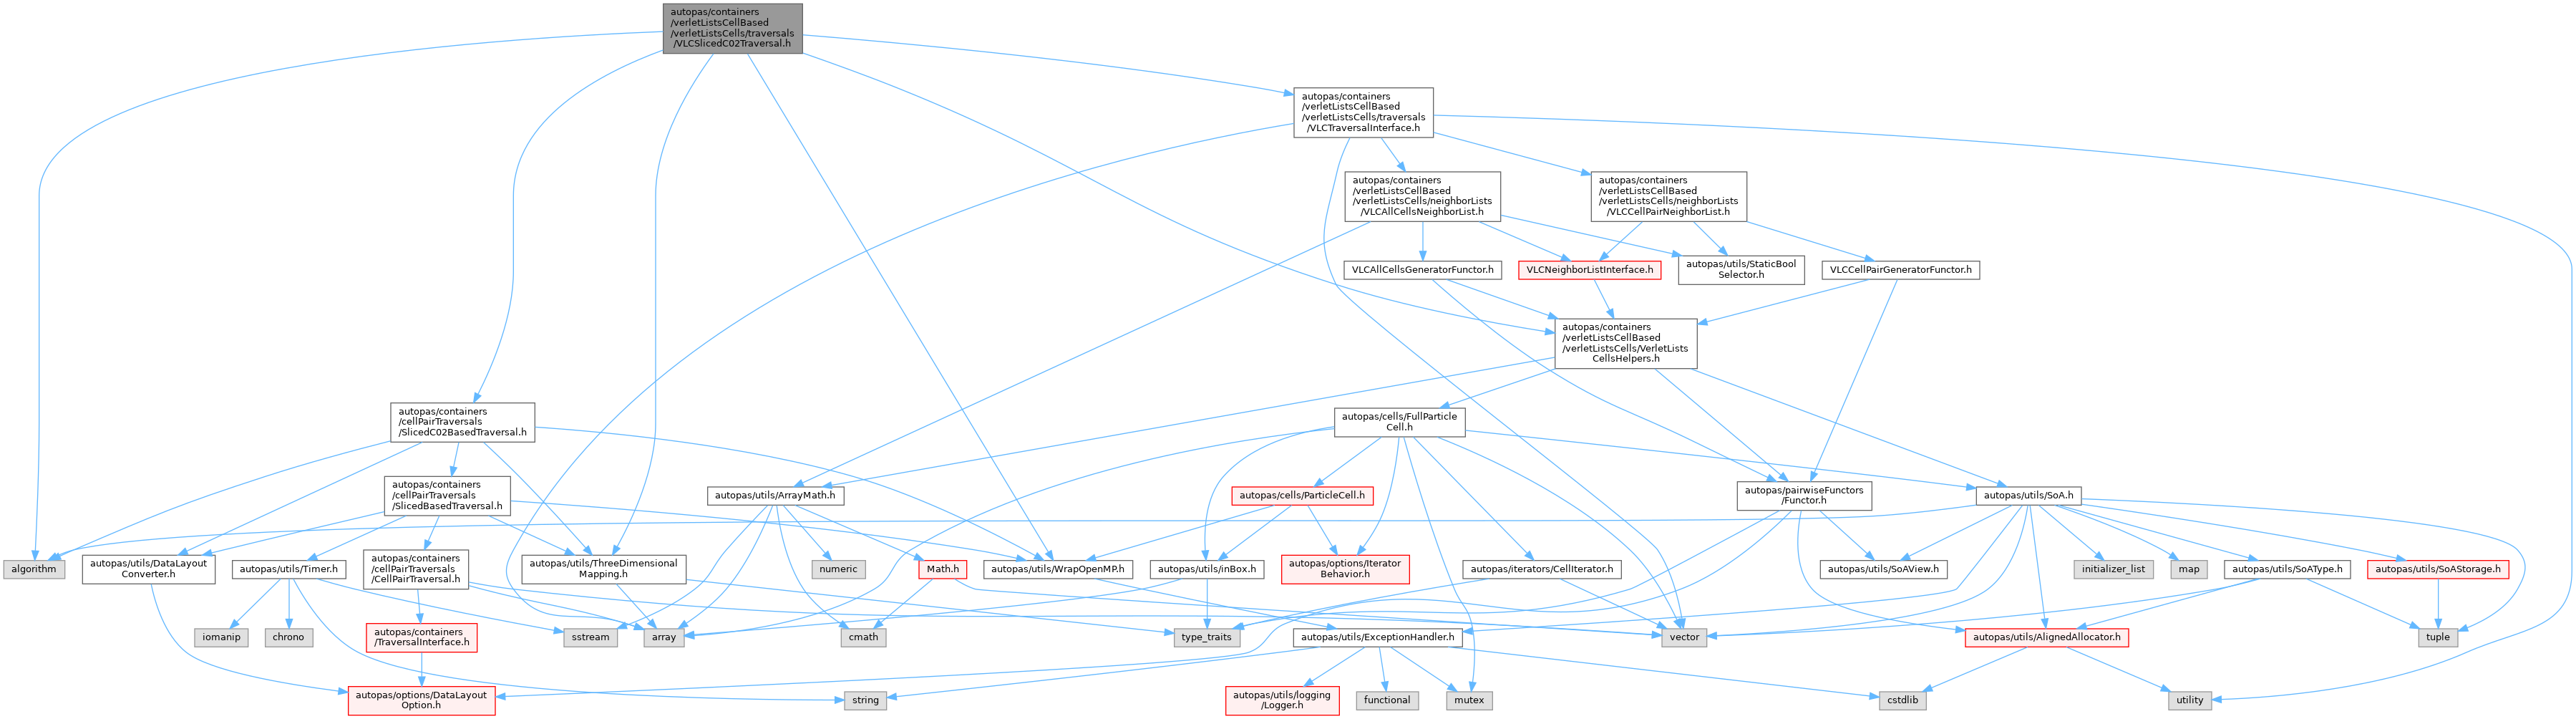 autopas/containers
/verletListsCellBased
/verletListsCells/traversals
/VLCSlicedC02Traversal.h
autopas/containers
/verletListsCellBased
/verletListsCells/traversals
/VLCTraversalInterface.h
autopas/containers
/verletListsCellBased
/verletListsCells/neighborLists
/VLCAllCellsNeighborList.h
autopas/containers
/verletListsCellBased
/verletListsCells/neighborLists
/VLCCellPairNeighborList.h
VLCAllCellsGeneratorFunctor.h
VLCNeighborListInterface.h
autopas/utils/StaticBool
Selector.h
VLCCellPairGeneratorFunctor.h
autopas/containers
/verletListsCellBased
/verletListsCells/VerletLists
CellsHelpers.h
autopas/containers
/cellPairTraversals
/SlicedC02BasedTraversal.h
autopas/cells/FullParticle
Cell.h
autopas/containers
/cellPairTraversals
/SlicedBasedTraversal.h
autopas/utils/ArrayMath.h
autopas/cells/ParticleCell.h
autopas/pairwiseFunctors
/Functor.h
autopas/utils/SoA.h
algorithm
autopas/utils/DataLayout
Converter.h
autopas/utils/Timer.h
autopas/containers
/cellPairTraversals
/CellPairTraversal.h
autopas/utils/ThreeDimensional
Mapping.h
numeric
Math.h
autopas/utils/WrapOpenMP.h
autopas/utils/inBox.h
autopas/options/Iterator
Behavior.h
autopas/iterators/CellIterator.h
autopas/utils/SoAView.h
initializer_list
map
autopas/utils/SoAType.h
autopas/utils/SoAStorage.h
iomanip
chrono
autopas/containers
/TraversalInterface.h
sstream
array
cmath
type_traits
autopas/utils/ExceptionHandler.h
vector
autopas/utils/AlignedAllocator.h
tuple
autopas/options/DataLayout
Option.h
string
autopas/utils/logging
/Logger.h
functional
mutex
cstdlib
utility